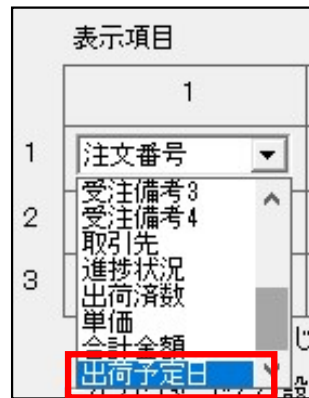 表示項目
1
1 注文番号
受注備考3
2 受注備考4
取引先
進捗状況
3 出荷済数
単価
合計金額
出荷予定日